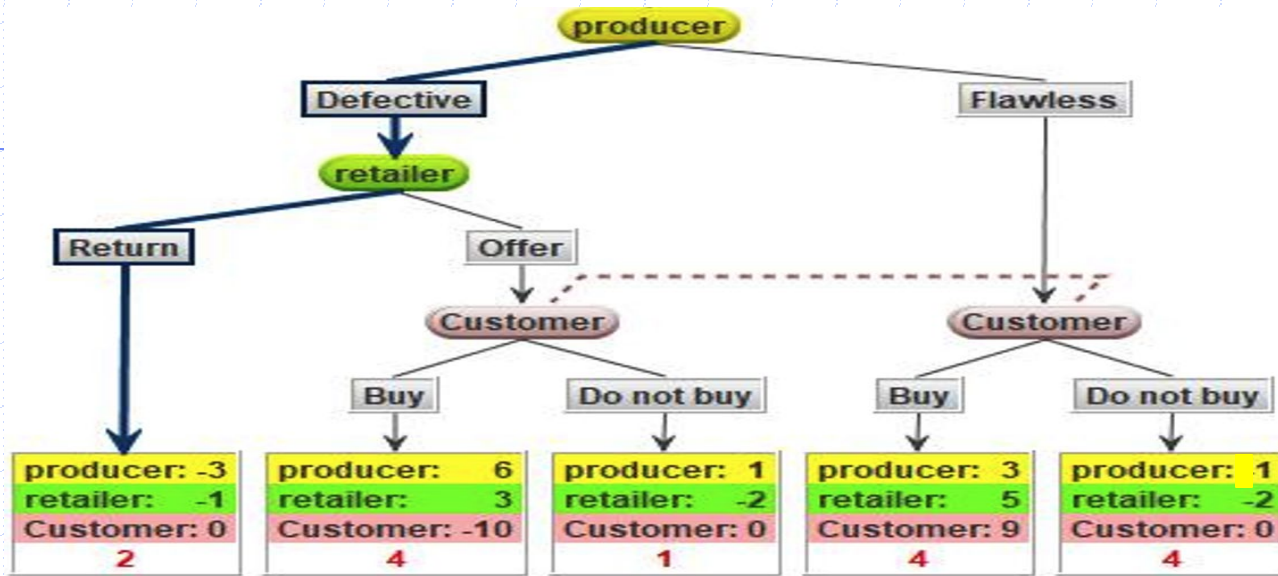 producer
Defective
Flawless
retailer
Return
Offer
Customer
Customer
Buy
Do not buy
Buy
Do not buy
producer: -3
retailer: -1
Customer: 0
2
producer: 6
retailer: 3
Customer: -10
4
producer: 1
retailer: -2
Customer: 0
1
producer: 3
retailer: 5
Customer: 9
4
producer: 1
retailer: -2
Customer: 0
4